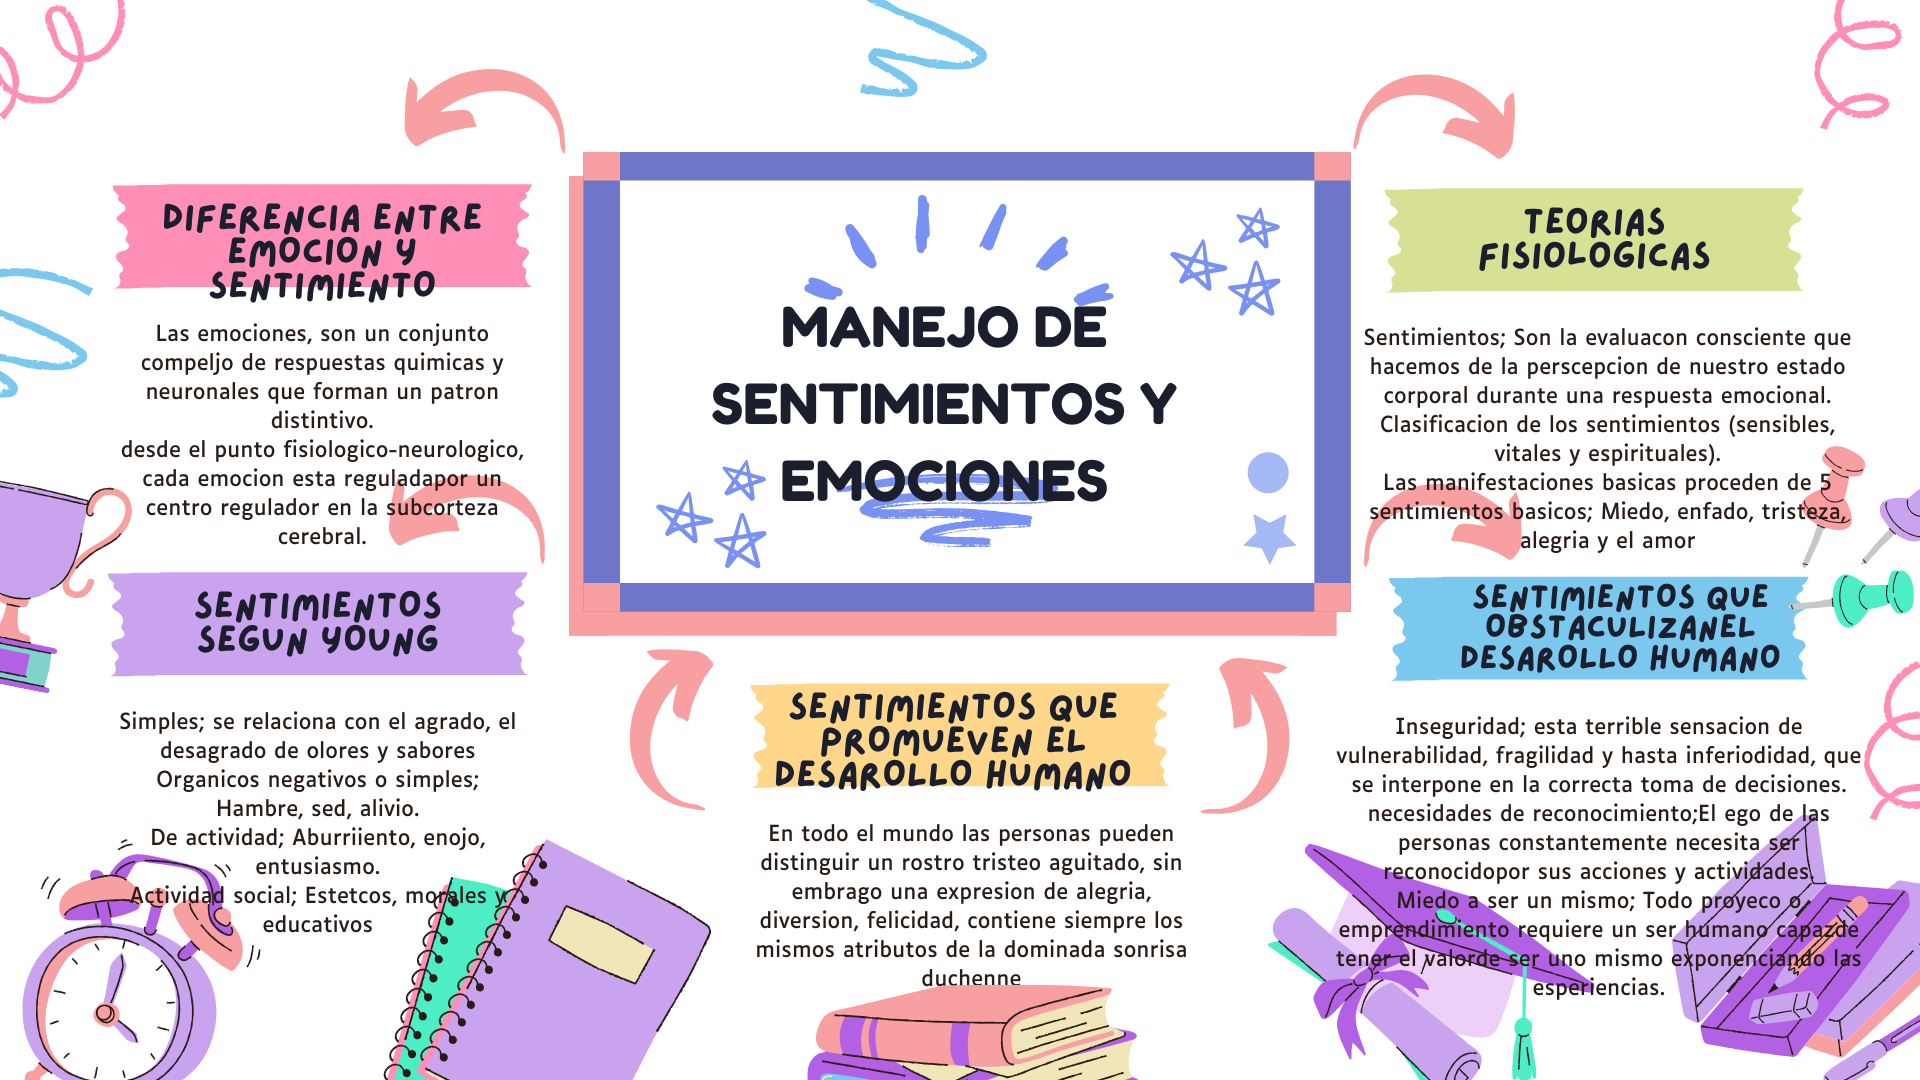 MANEJO DE
SENTIMIENTOS Y
EMOCIONES
DIFERENCIA ENTRE
EMOCION Y
SENTIMIENTO
Las emociones, son un conjunto
compeljo de respuestas quimicas y
neuronales que forman un patron
distintivo.
desde el punto fisiologico-neurologico,
cada emocion esta reguladapor un
centro regulador en la subcorteza
cerebral.
SENTIMIENTOS
SEGUN YOUNG
Simples; se relaciona con el agrado, el
desagrado de olores y sabores
Organicos negativos o simples;
Hambre, sed, alivio.
De actividad; Aburriiento, enojo,
entusiasmo.
Actividad social; Estetcos, morales y
educativos
SENTIMIENTOS QUE
PROMUEVEN EL
DESAROLLO HUMANO
En todo el mundo las personas pueden
distinguir un rostro tristeo aguitado, sin
embrago una expresion de alegria,
diversion, felicidad, contiene siempre los
mismos atributos de la dominada sonrisa
duchenne
TEORIAS
FISIOLOGICAS
Sentimientos; Son la evaluacon consciente que
hacemos de la perscepcion de nuestro estado
corporal durante una respuesta emocional.
Clasificacion de los sentimientos (sensibles,
vitales y espirituales).
Las manifestaciones basicas proceden de 5
sentimientos basicos; Miedo, enfado, tristeza,
alegria y el amor
SENTIMIENTOS QUE
OBSTACULIZANEL
DESAROLLO HUMANO
Inseguridad; esta terrible sensacion de
vulnerabilidad, fragilidad y hasta inferiodidad, que
se interpone en la correcta toma de decisiones.
necesidades de reconocimiento;El ego de las
personas constantemente necesita ser
reconocidopor sus acciones y actividades.
Miedo a ser un mismo; Todo proyeco o
emprendimiento requiere un ser humano capazde
tener el valorde ser uno mismo exponenciando las
esperiencias.